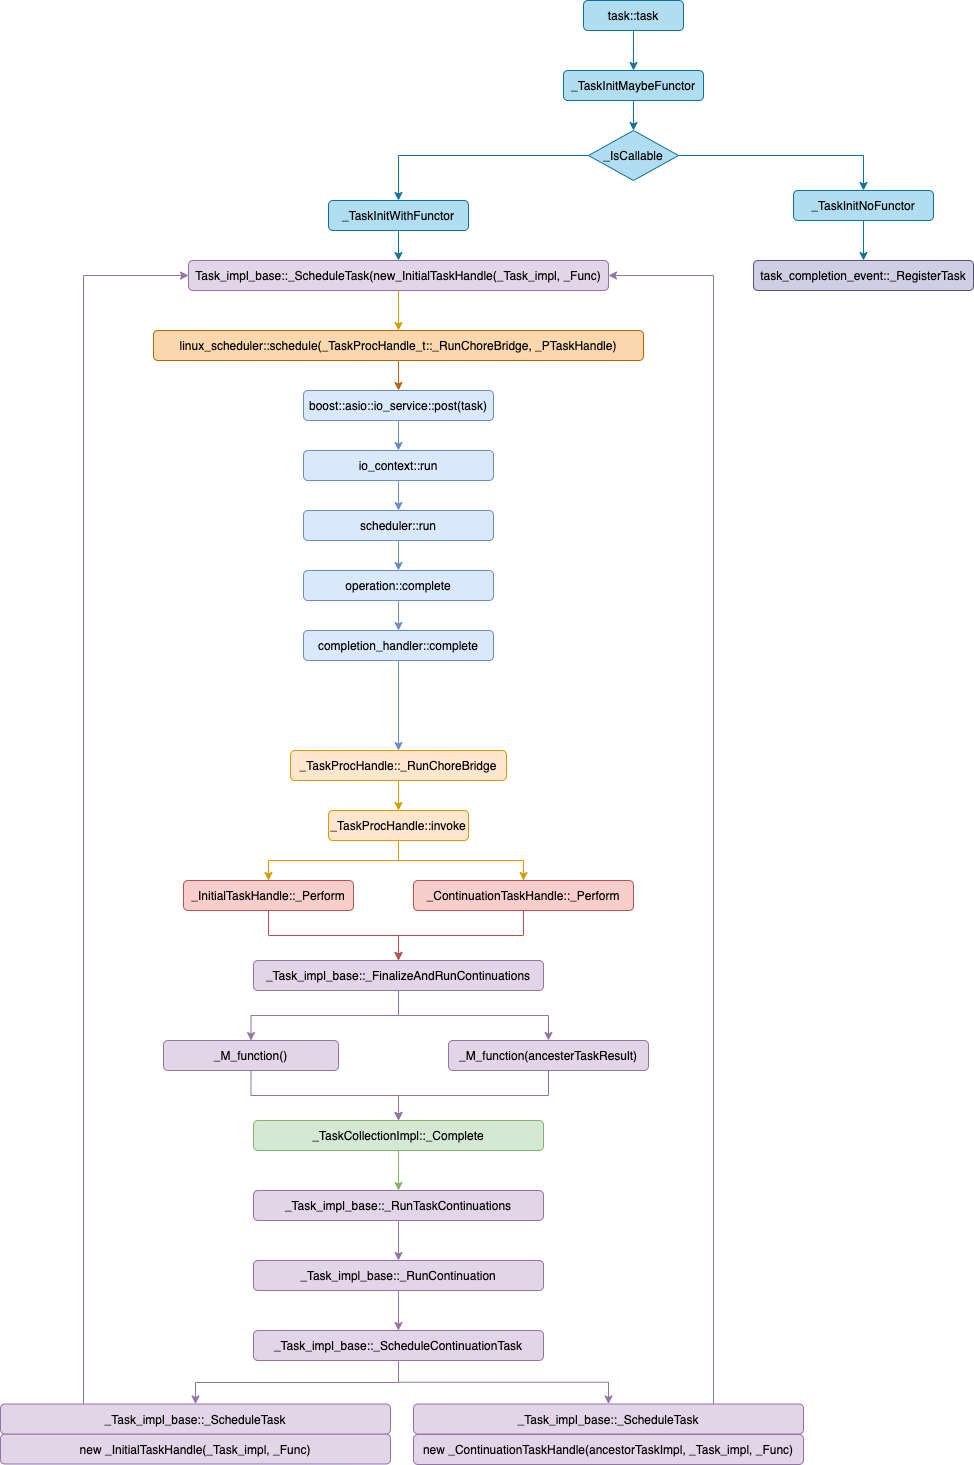 task::task
_TaskInitMaybeFunctor
_IsCallable
_TaskInitWithFunctor
_TaskInitNoFunctor
Task_impl_base::_ScheduleTask(new_InitialTaskHandle(_Task_impl, _Func)
task_completion_event::_RegisterTask
linux_scheduler::schedule(_TaskProcHandle_t::_RunChoreBridge, _PTaskHandle)
boost::asio::io_service::post(task)
io_context::run
scheduler::run
operation::complete
completion_handler::complete
_TaskProcHandle::_RunChoreBridge
_TaskProcHandle::invoke
_InitialTaskHandle::_Perform
_ContinuationTaskHandle::_Perform
_Task_impl_base::_FinalizeAndRunContinuations
_M_function()
_M_function(ancesterTaskResult)
_TaskCollectionImpl::_Complete
_Task_impl_base::_RunTaskContinuations
_Task_impl_base::_RunContinuation
_Task_impl_base::_ScheduleContinuationTask
_Task_impl_base::_ScheduleTask
new _InitialTaskHandle(_Task_impl, _Func)
_Task_impl_base::_ScheduleTask
new _ContinuationTaskHandle(ancestorTaskImpl, _Task_impl, _Func)